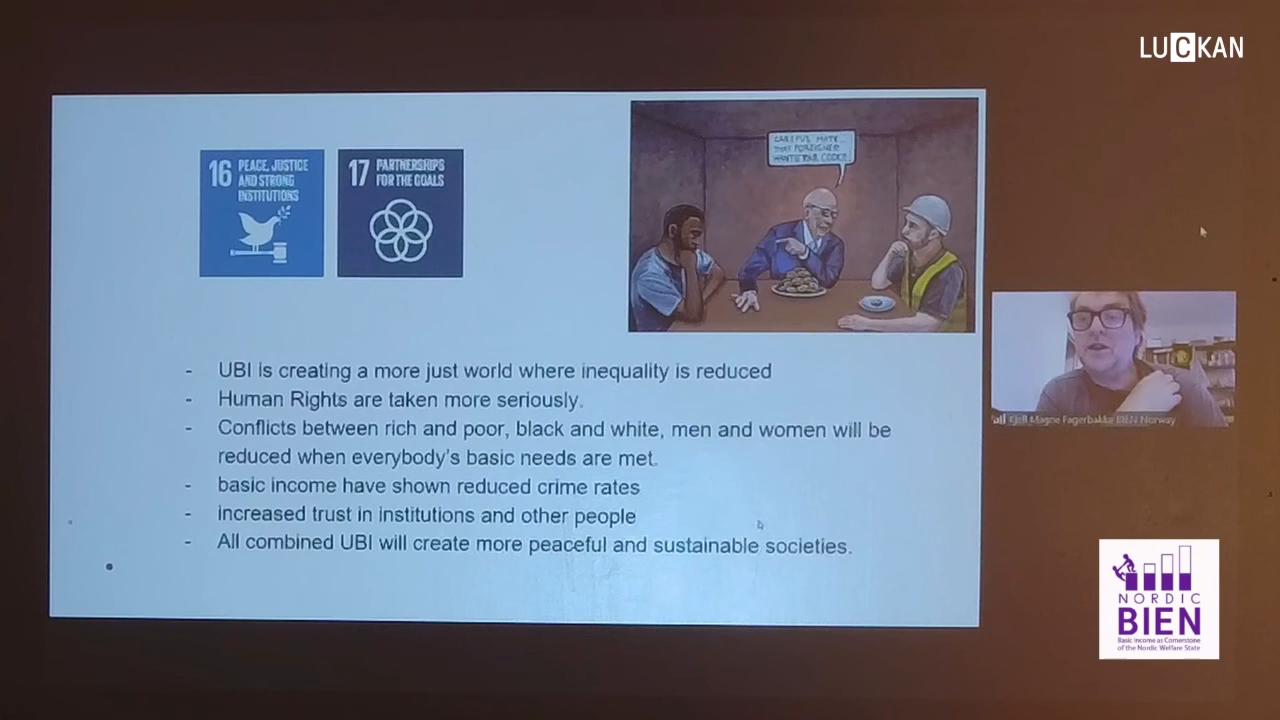 LUCKAN
16 PEACE, JUSTICE
AND STRONG
INSTITUTIONS
17 PARTNERSHIPS
FOR THE GOALS
CAREFUL MATE...
THAT FOREIGNER
WANTS YOUR COOKIE
- UBI is creating a more just world where inequality is reduced
- Human Rights are taken more seriously.
- Conflicts between rich and poor, black and white, men and women will be
reduced when everybody's basic needs are met.
- basic income have shown reduced crime rates
- increased trust in institutions and other people
- All combined UBI will create more peaceful and sustainable societies.
Kjell Magne Fagerbakke BIEN Norway
NORDIC
BIEN
Basic Income as Cornerstone
of the Nordic Welfare State